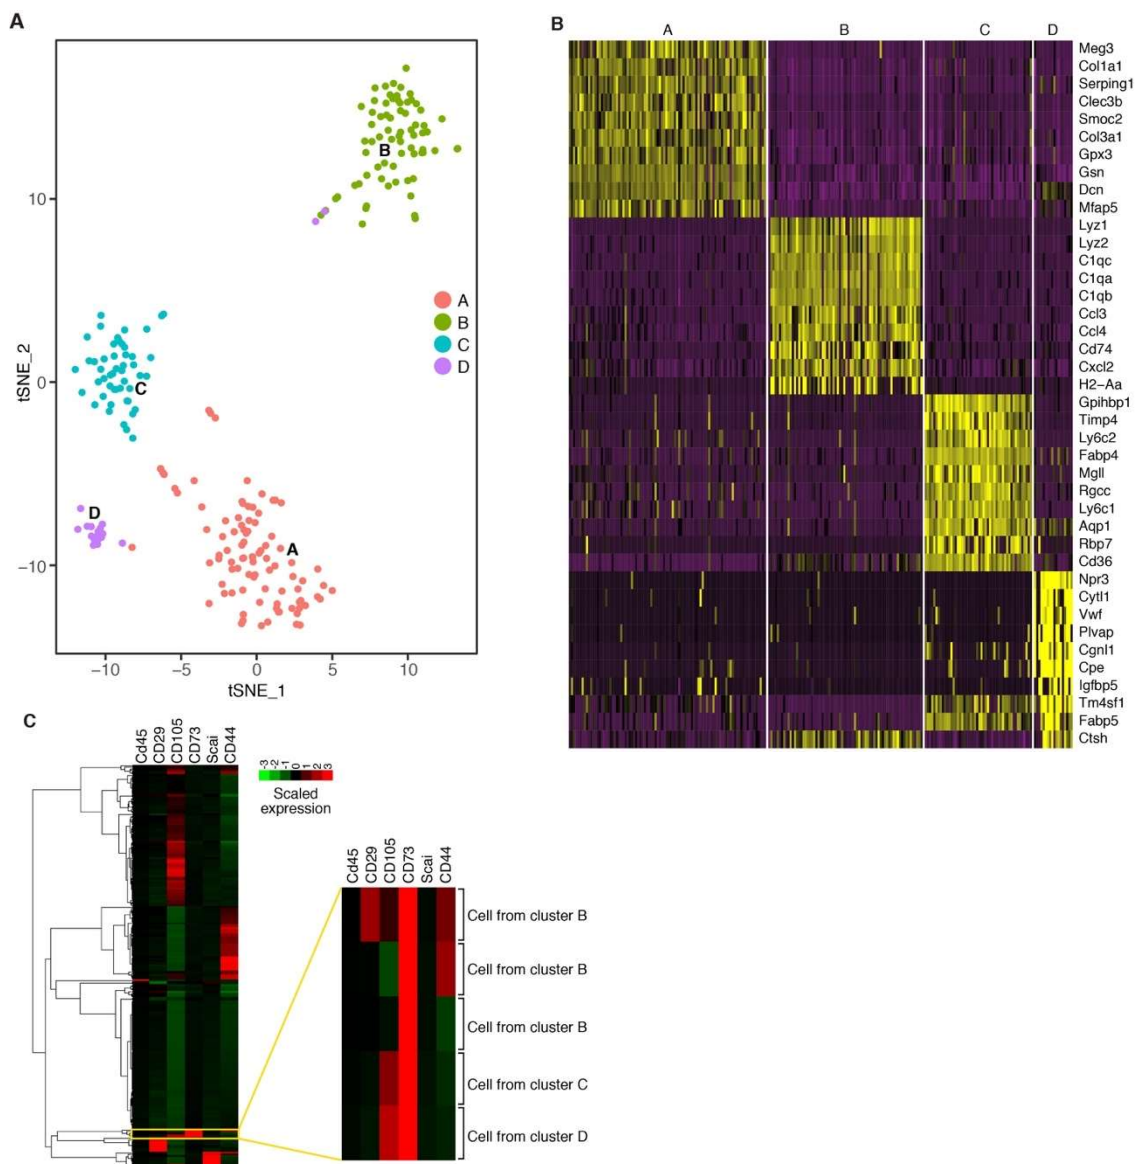 A
B
A B C D
Meg3
Col1a1
Serping1
Clec3b
Smoc2
Col3a1
Gpx3
Gsn
Dcn
Mfap5
Lyz1
Lyz2
C1qc
C1qa
C1qb
Ccl3
Ccl4
Cd74
Cxcl2
H2-Aa
Gpihbp1
Timp4
Ly6c2
Fabp4
Mgll
Rgcc
Ly6c1
Aqp1
Rbp7
Cd36
Npr3
Cytl1
Vwf
Plvap
Cgnl1
Cpe
Igfbp5
Tm4sf1
Fabp5
Ctsh
B
C
D
A
A
B
C
D
10
0
−10
tSNE_2
−10 −5 0 5 10
tSNE_1
C
Cd45 CD29 CD105 CD73 Scai CD44
-3 -2 -1 0 1 2 3
Scaled
expression
Cd45 CD29 CD105 CD73 Scai CD44
Cell from cluster B
Cell from cluster B
Cell from cluster B
Cell from cluster C
Cell from cluster D